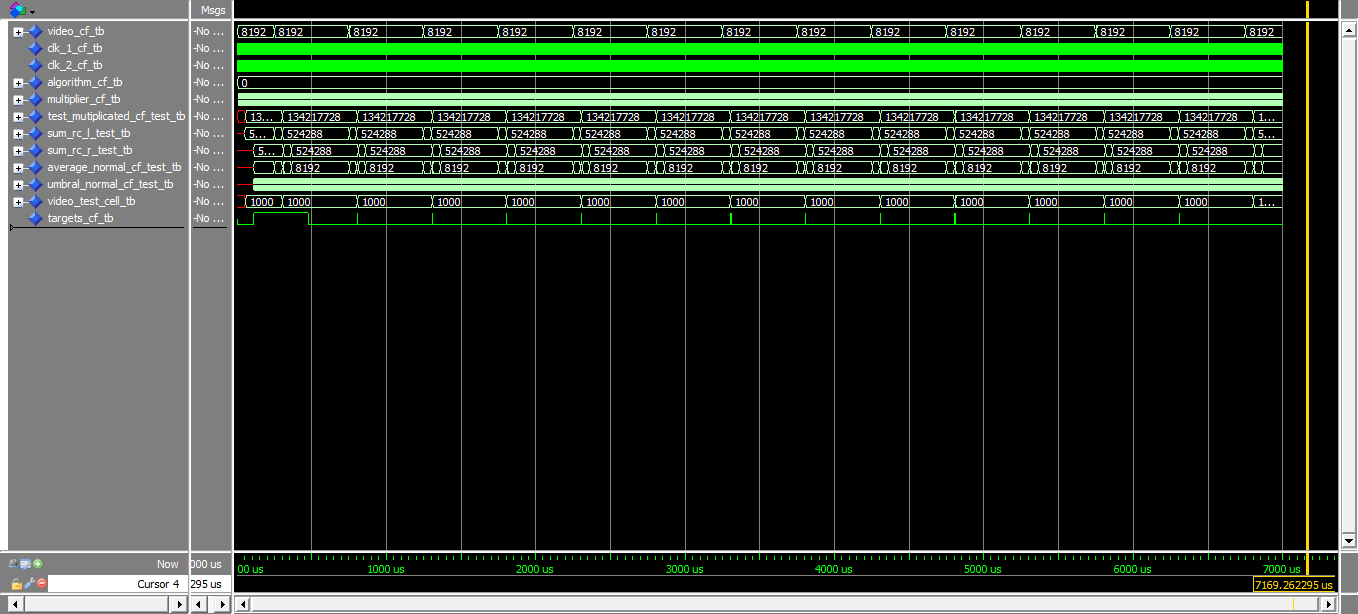 Msgs
video_cf_tb -No ... 8192 8192 8192 8192 8192 8192 8192 8192 8192 8192 8192 8192 8192 8192 8192
clk_1_cf_tb -No ...
clk_2_cf_tb -No ...
algorithm_cf_tb -No ... 0
multiplier_cf_tb -No ...
test_mutiplicated_cf_test_tb -No ... 13... 134217728 134217728 134217728 134217728 134217728 134217728 134217728 134217728 134217728 134217728 134217728 134217728 134217728 1...
sum_rc_l_test_tb -No ... 5... 524288 524288 524288 524288 524288 524288 524288 524288 524288 524288 524288 524288 524288 5...
sum_rc_r_test_tb -No ... 5... 524288 524288 524288 524288 524288 524288 524288 524288 524288 524288 524288 524288 524288
average_normal_cf_test_tb -No ... 8192 8192 8192 8192 8192 8192 8192 8192 8192 8192 8192 8192 8192
umbral_normal_cf_test_tb -No ...
video_test_cell_tb -No ... 1000 1000 1000 1000 1000 1000 1000 1000 1000 1000 1000 1000 1000 1000 1...
targets_cf_tb -No ...
Now 000 us 00 us 1000 us 2000 us 3000 us 4000 us 5000 us 6000 us 7000 us
Cursor 4 295 us 7169.262295 us